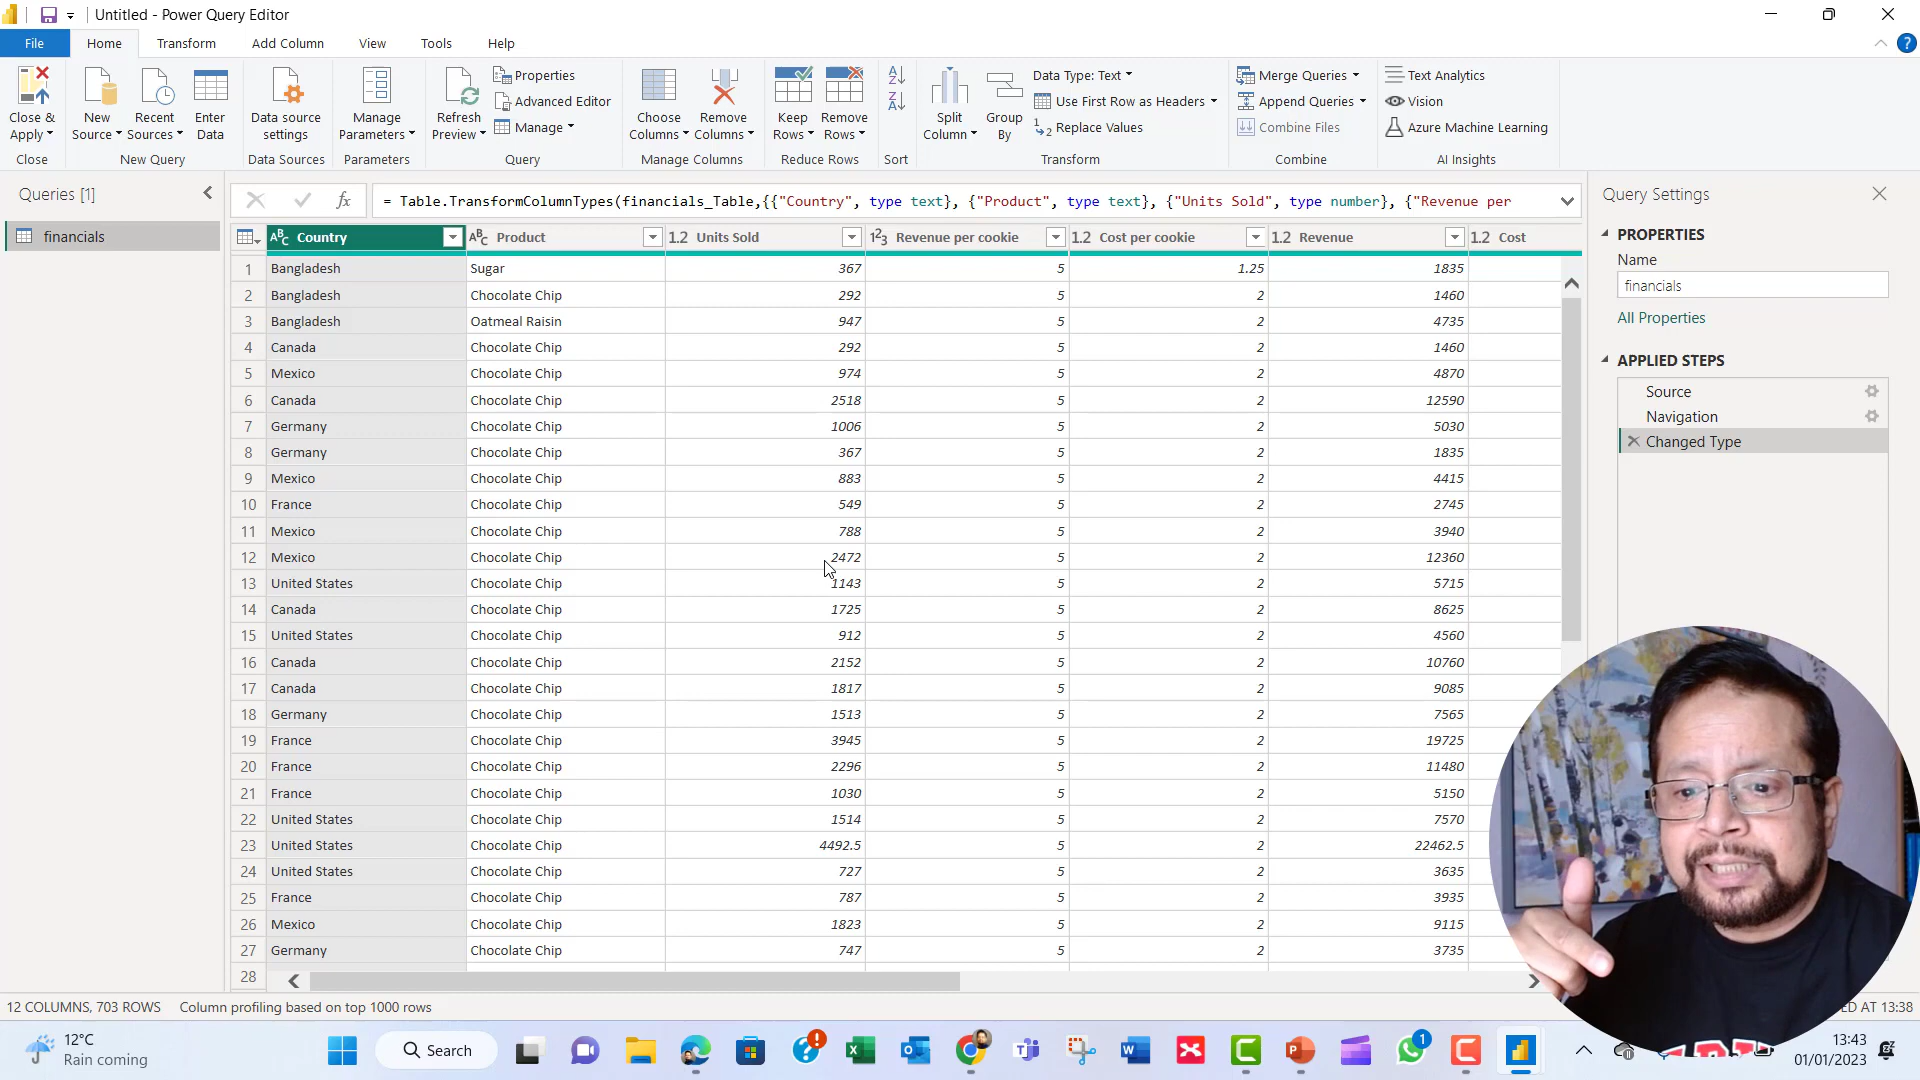 Untitled - Power Query Editor
File Home Transform Add Column View Tools Help
Close & Apply
New Source
Recent Sources
Enter Data
Data source settings
Manage Parameters
Refresh Preview
Properties
Advanced Editor
Manage
Choose Columns
Remove Columns
Keep Rows
Remove Rows
Split Column
Group By
Data Type: Text
Use First Row as Headers
Replace Values
Merge Queries
Append Queries
Combine Files
Text Analytics
Vision
Azure Machine Learning
Close New Query Data Sources Parameters Query Manage Columns Reduce Rows Sort Transform Combine AI Insights
Queries [1]
financials
fx = Table.TransformColumnTypes(financials_Table,{{"Country", type text}, {"Product", type text}, {"Units Sold", type number}, {"Revenue per
ABC Country ABC Product 1.2 Units Sold 123 Revenue per cookie 1.2 Cost per cookie 1.2 Revenue 1.2 Cost
1 Bangladesh Sugar 367 5 1.25 1835
2 Bangladesh Chocolate Chip 292 5 2 1460
3 Bangladesh Oatmeal Raisin 947 5 2 4735
4 Canada Chocolate Chip 292 5 2 1460
5 Mexico Chocolate Chip 974 5 2 4870
6 Canada Chocolate Chip 2518 5 2 12590
7 Germany Chocolate Chip 1006 5 2 5030
8 Germany Chocolate Chip 367 5 2 1835
9 Mexico Chocolate Chip 883 5 2 4415
10 France Chocolate Chip 549 5 2 2745
11 Mexico Chocolate Chip 788 5 2 3940
12 Mexico Chocolate Chip 2472 5 2 12360
13 United States Chocolate Chip 1143 5 2 5715
14 Canada Chocolate Chip 1725 5 2 8625
15 United States Chocolate Chip 912 5 2 4560
16 Canada Chocolate Chip 2152 5 2 10760
17 Canada Chocolate Chip 1817 5 2 9085
18 Germany Chocolate Chip 1513 5 2 7565
19 France Chocolate Chip 3945 5 2 19725
20 France Chocolate Chip 2296 5 2 11480
21 France Chocolate Chip 1030 5 2 5150
22 United States Chocolate Chip 1514 5 2 7570
23 United States Chocolate Chip 4492.5 5 2 22462.5
24 United States Chocolate Chip 727 5 2 3635
25 France Chocolate Chip 787 5 2 3935
26 Mexico Chocolate Chip 1823 5 2 9115
27 Germany Chocolate Chip 747 5 2 3735
28
Query Settings
PROPERTIES
Name
financials
All Properties
APPLIED STEPS
Source
Navigation
Changed Type
12 COLUMNS, 703 ROWS Column profiling based on top 1000 rows
ED AT 13:38
12°C
Rain coming
Search
1
13:43
01/01/2023